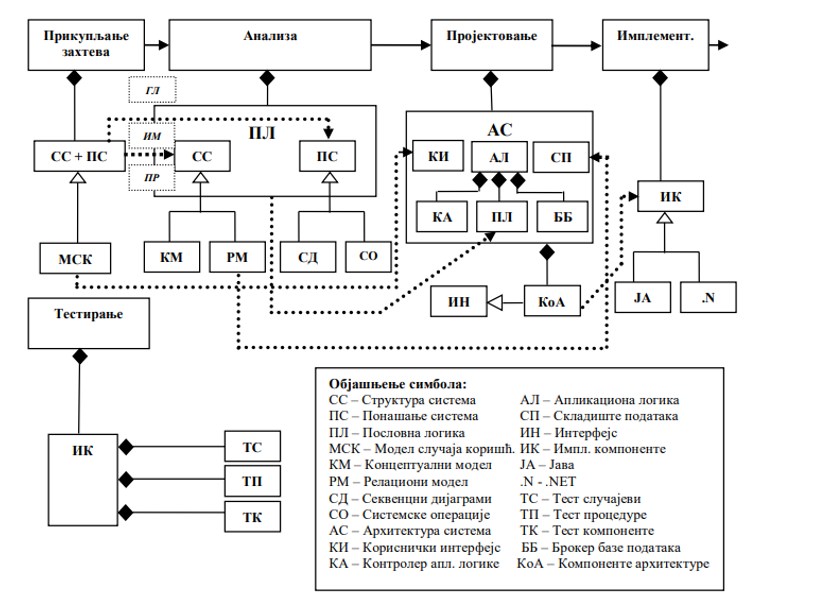 Прикупљање
захтева
Анализа
Пројектовање
Имплемент.
ГЛ
ИМ
ПР
СС + ПС
ПЛ
СС
ПС
АС
КИ
АЛ
СП
КА
ПЛ
ББ
ИК
МСК
КМ
РМ
СД
СО
ИН
КоА
ЈА
.N
Тестирање
ИК
ТС
ТП
ТК
Објашњење симбола:
СС – Структура система
ПС – Понашање система
ПЛ – Пословна логика
МСК – Модел случаја коришћ.
КМ – Концептуални модел
РМ – Релациони модел
СД – Секвенцни дијаграми
СО – Системске операције
АС – Архитектура система
КИ – Кориснички интерфејс
КА – Контролер апл. логике
АЛ – Апликациона логика
СП – Складиште података
ИН – Интерфејс
ИК – Импл. компоненте
ЈА – Јава
.N - .NET
ТС – Тест случајеви
ТП – Тест процедуре
ТК – Тест компоненте
ББ – Брокер базе података
КоА – Компоненте архитектуре